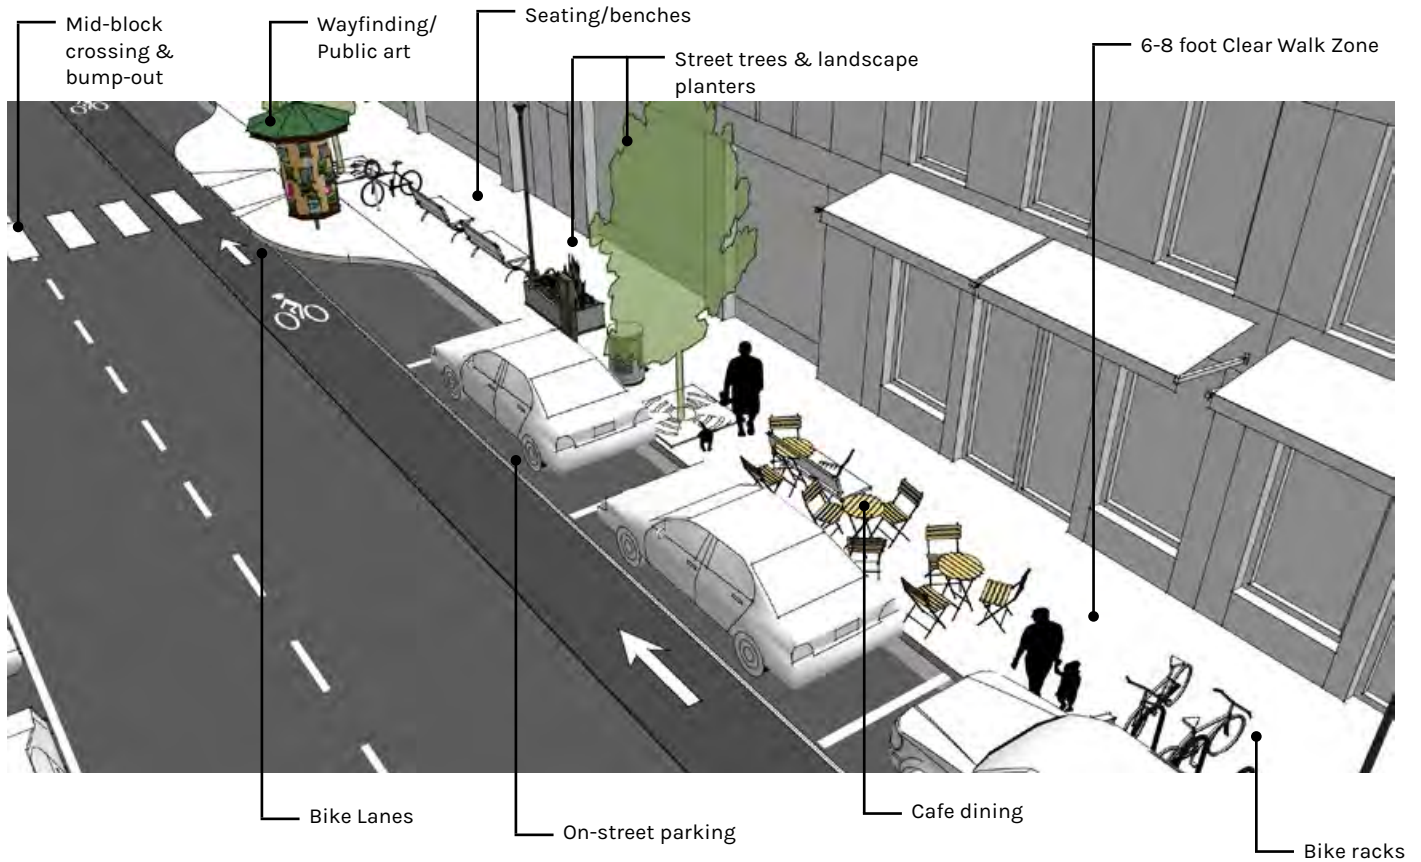 Mid-block
crossing &
bump-out
Wayfinding/
Public art
Seating/benches
Street trees & landscape
planters
6-8 foot Clear Walk Zone
Bike Lanes
On-street parking
Cafe dining
Bike racks